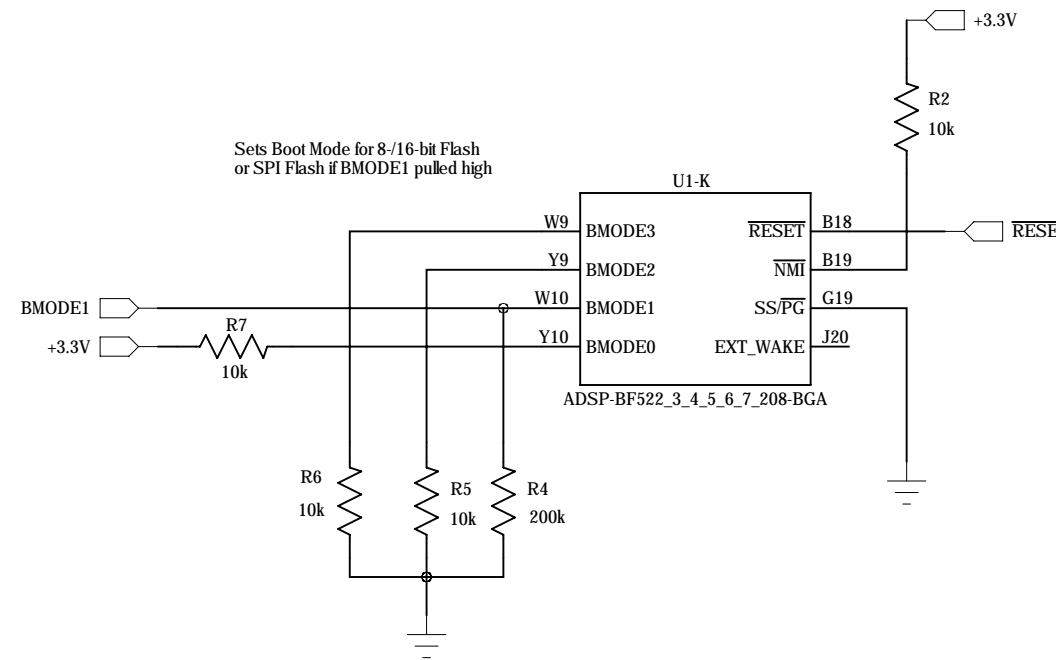 +3.3V
R2
10k
Sets Boot Mode for 8-/16-bit Flash
or SPI Flash if BMODE1 pulled high
U1-K
W9
BMODE3
RESET
B18
RESE
Y9
BMODE2
NMI
B19
BMODE1
W10
BMODE1
SS/PG
G19
+3.3V
R7
10k
Y10
BMODE0
EXT_WAKE
J20
ADSP-BF522_3_4_5_6_7_208-BGA
R6
10k
R5
10k
R4
200k